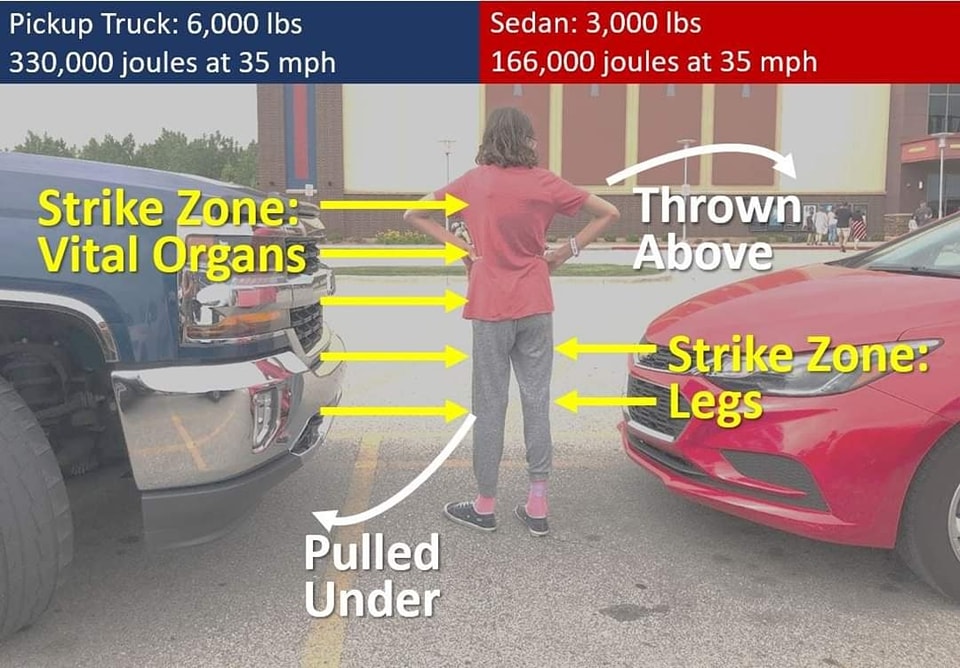 Pickup Truck: 6,000 lbs
330,000 joules at 35 mph
Sedan: 3,000 lbs
166,000 joules at 35 mph
Strike Zone:
Vital Organs
Thrown
Above
Strike Zone:
Legs
Pulled
Under